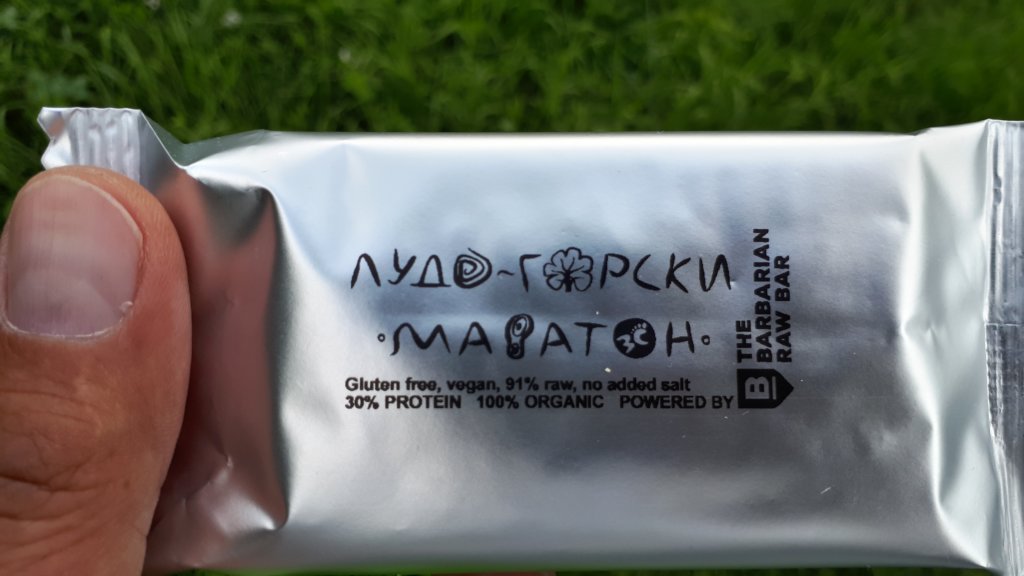 ЛУДО-ГОРСКИ
•МАРАТОН•
Gluten free, vegan, 91% raw, no added salt
30% PROTEIN 100% ORGANIC POWERED BY
B
THE
BARBARIAN
RAW BAR